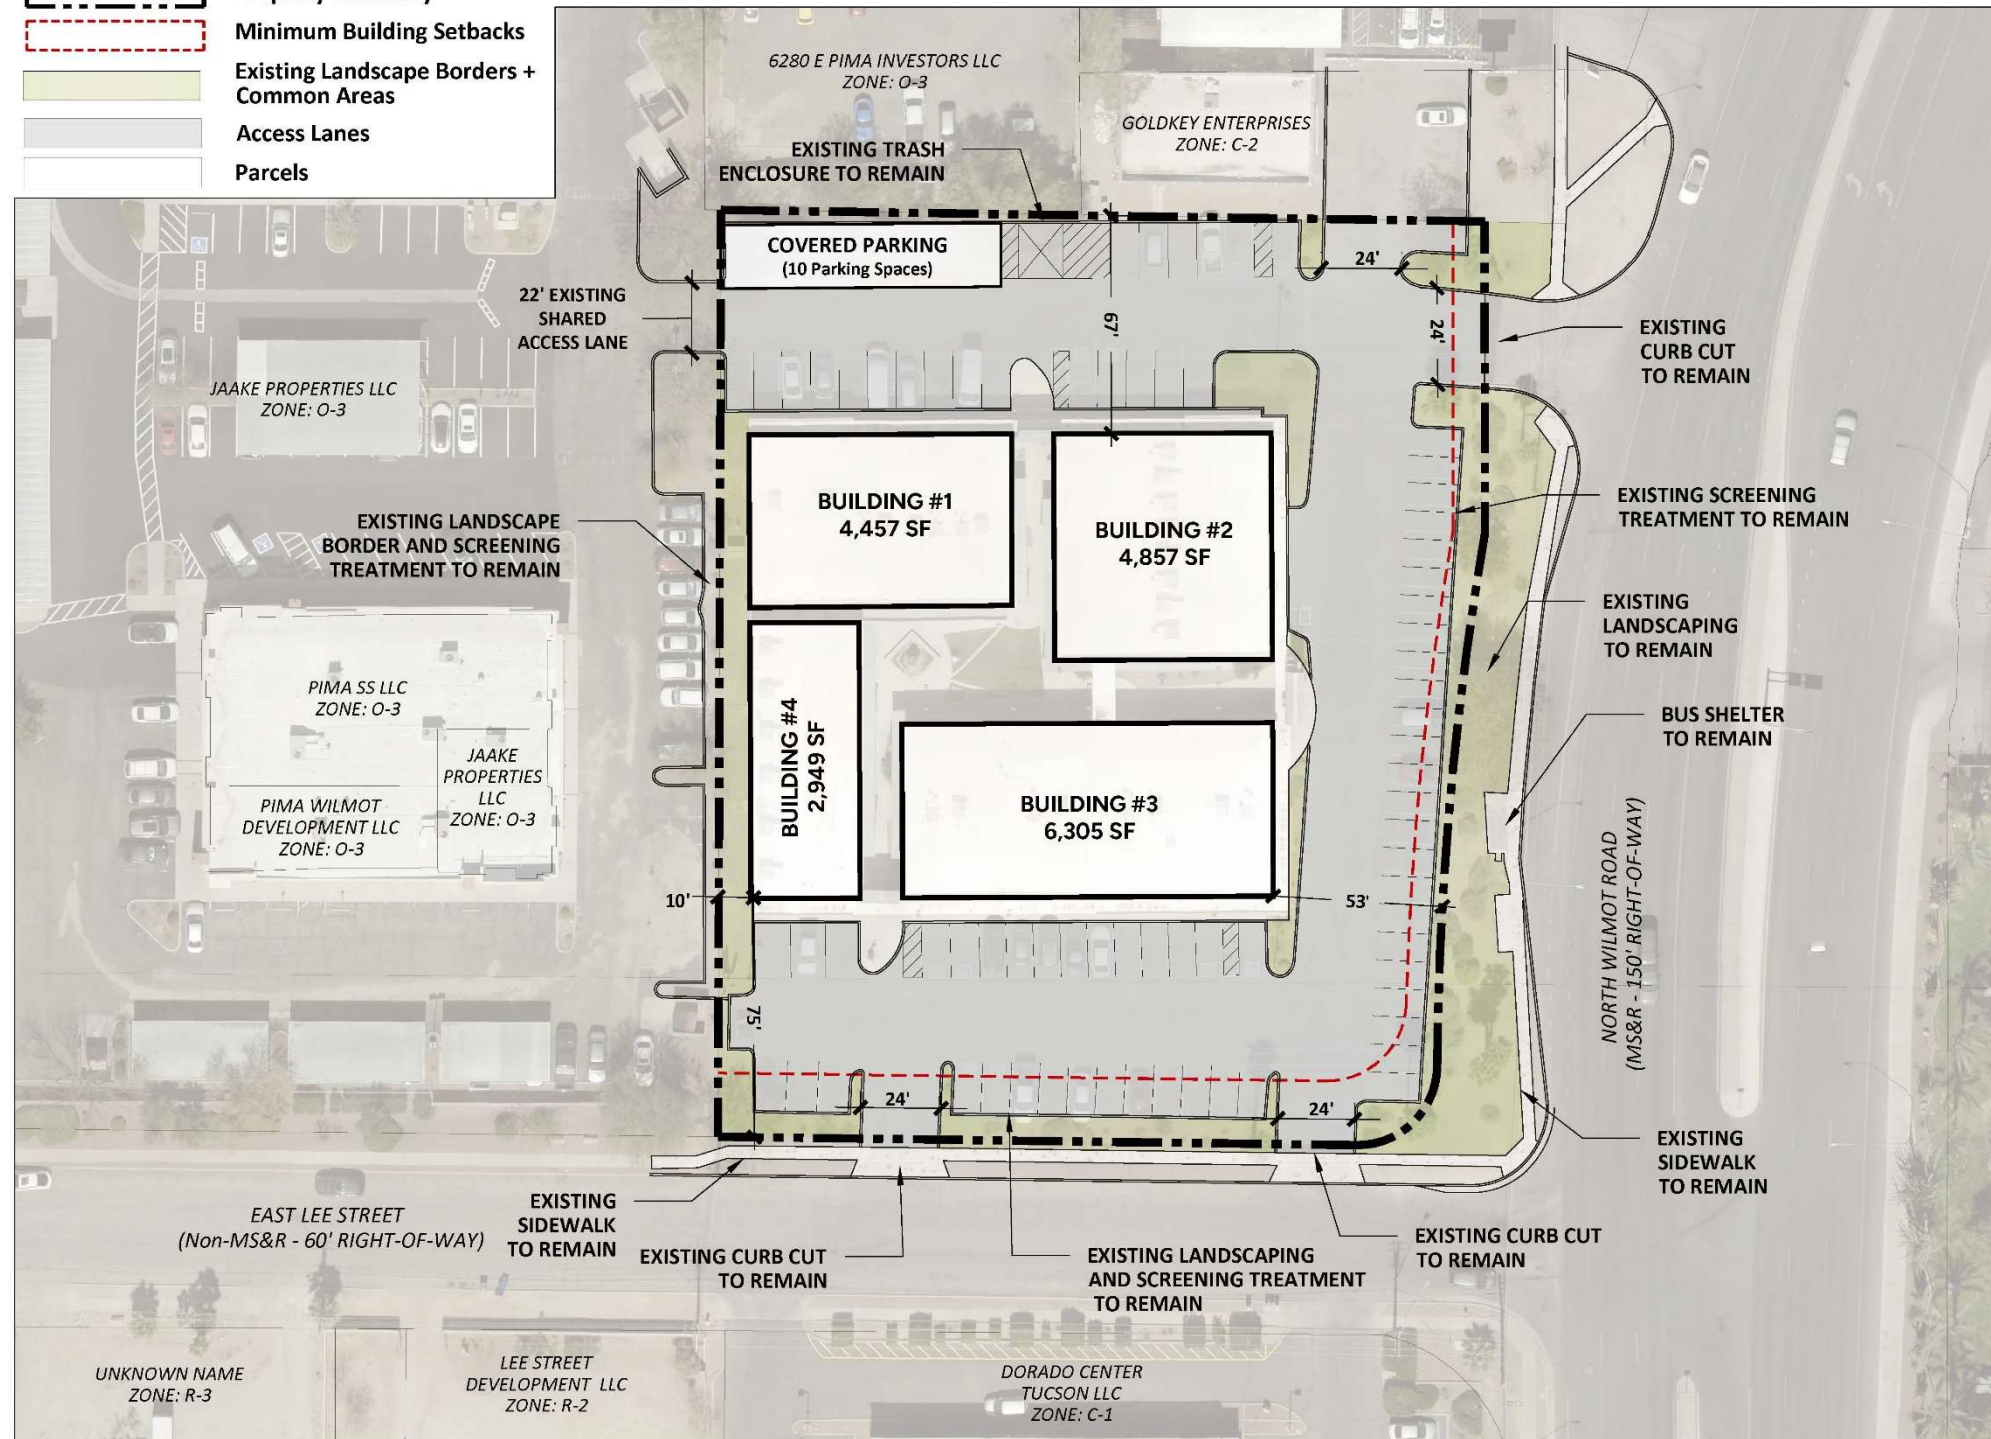 Minimum Building Setbacks
Existing Landscape Borders +
Common Areas
Access Lanes
Parcels
6280 E PIMA INVESTORS LLC
ZONE: O-3
GOLDKEY ENTERPRISES
ZONE: C-2
EXISTING TRASH
ENCLOSURE TO REMAIN
COVERED PARKING
(10 Parking Spaces)
24'
22' EXISTING
SHARED
ACCESS LANE
67'
24'
EXISTING
CURB CUT
TO REMAIN
JAAKE PROPERTIES LLC
ZONE: O-3
BUILDING #1
4,457 SF
BUILDING #2
4,857 SF
EXISTING SCREENING
TREATMENT TO REMAIN
EXISTING LANDSCAPE
BORDER AND SCREENING
TREATMENT TO REMAIN
EXISTING
LANDSCAPING
TO REMAIN
PIMA SS LLC
ZONE: O-3
BUILDING #4
2,949 SF
BUS SHELTER
TO REMAIN
JAAKE
PROPERTIES
LLC
ZONE: O-3
PIMA WILMOT
DEVELOPMENT LLC
ZONE: O-3
BUILDING #3
6,305 SF
NORTH WILMOT ROAD
(MS&R - 150' RIGHT-OF-WAY)
10'
53'
75'
24'
24'
EXISTING
SIDEWALK
TO REMAIN
EAST LEE STREET
(Non-MS&R - 60' RIGHT-OF-WAY)
EXISTING
SIDEWALK
TO REMAIN
EXISTING CURB CUT
TO REMAIN
EXISTING LANDSCAPING
AND SCREENING TREATMENT
TO REMAIN
EXISTING CURB CUT
TO REMAIN
UNKNOWN NAME
ZONE: R-3
LEE STREET
DEVELOPMENT LLC
ZONE: R-2
DORADO CENTER
TUCSON LLC
ZONE: C-1